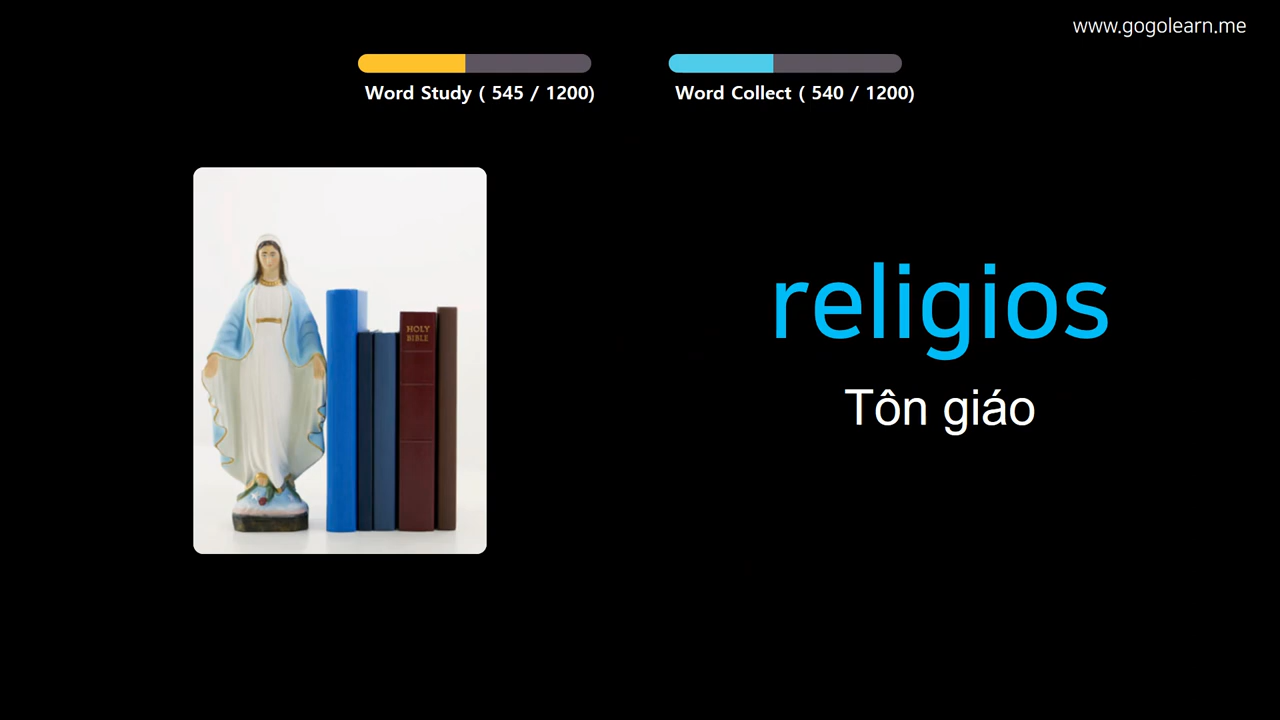 www.gogolearn.me
Word Study ( 545 / 1200)
Word Collect ( 540 / 1200)
HOLY
BIBLE
religios
Tôn giáo